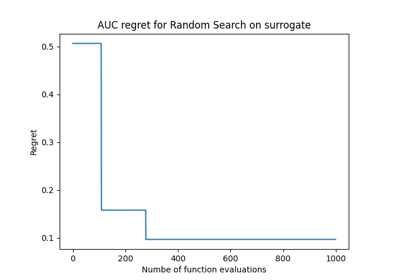 AUC regret for Random Search on surrogate
0.5
0.4
0.3
0.2
0.1
Regret
0 200 400 600 800 1000
Numbe of function evaluations